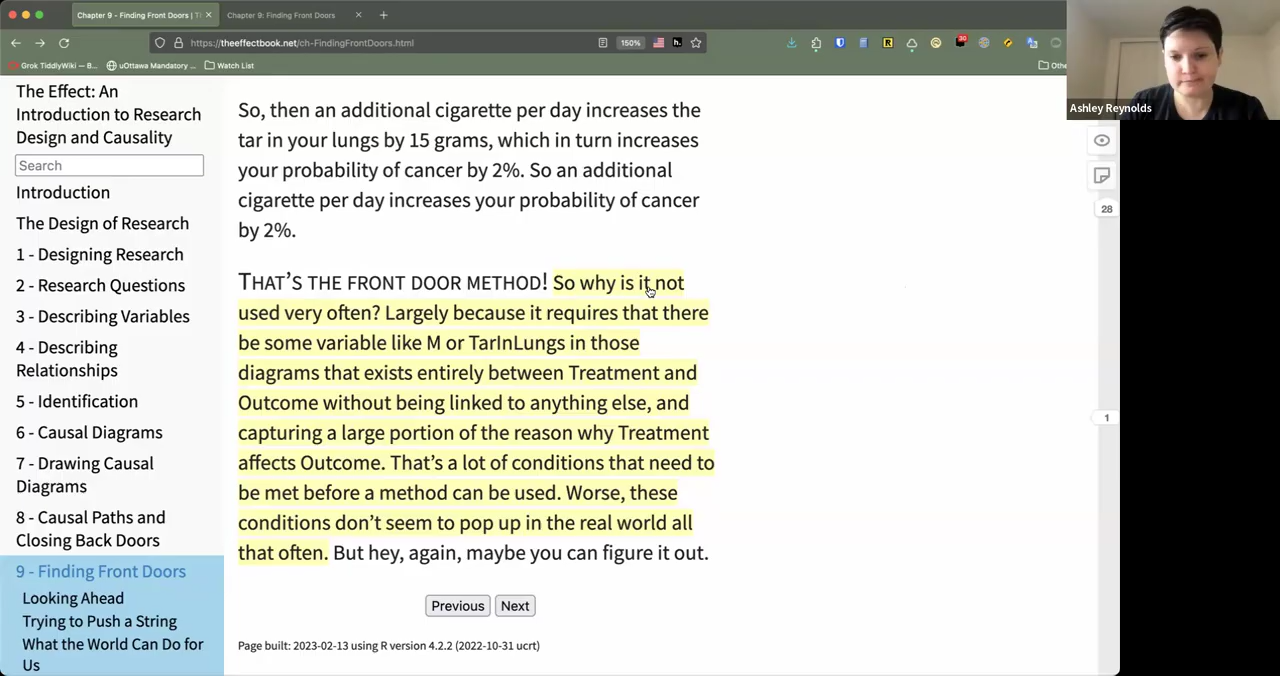 Chapter 9 - Finding Front Doors | T
Chapter 9: Finding Front Doors
https://theeffectbook.net/ch-FindingFrontDoors.html
150%
h.
R
30
Grok TiddlyWiki — B...
uOttawa Mandatory ...
Watch List
Ashley Reynolds
The Effect: An
Introduction to Research
Design and Causality
Search
Introduction
The Design of Research
1 - Designing Research
2 - Research Questions
3 - Describing Variables
4 - Describing
Relationships
5 - Identification
6 - Causal Diagrams
7 - Drawing Causal
Diagrams
8 - Causal Paths and
Closing Back Doors
9 - Finding Front Doors
Looking Ahead
Trying to Push a String
What the World Can Do for
Us
So, then an additional cigarette per day increases the
tar in your lungs by 15 grams, which in turn increases
your probability of cancer by 2%. So an additional
cigarette per day increases your probability of cancer
by 2%.
THAT'S THE FRONT DOOR METHOD! So why is it not
used very often? Largely because it requires that there
be some variable like M or TarInLungs in those
diagrams that exists entirely between Treatment and
Outcome without being linked to anything else, and
capturing a large portion of the reason why Treatment
affects Outcome. That's a lot of conditions that need to
be met before a method can be used. Worse, these
conditions don't seem to pop up in the real world all
that often. But hey, again, maybe you can figure it out.
Previous
Next
Page built: 2023-02-13 using R version 4.2.2 (2022-10-31 ucrt)
28
1